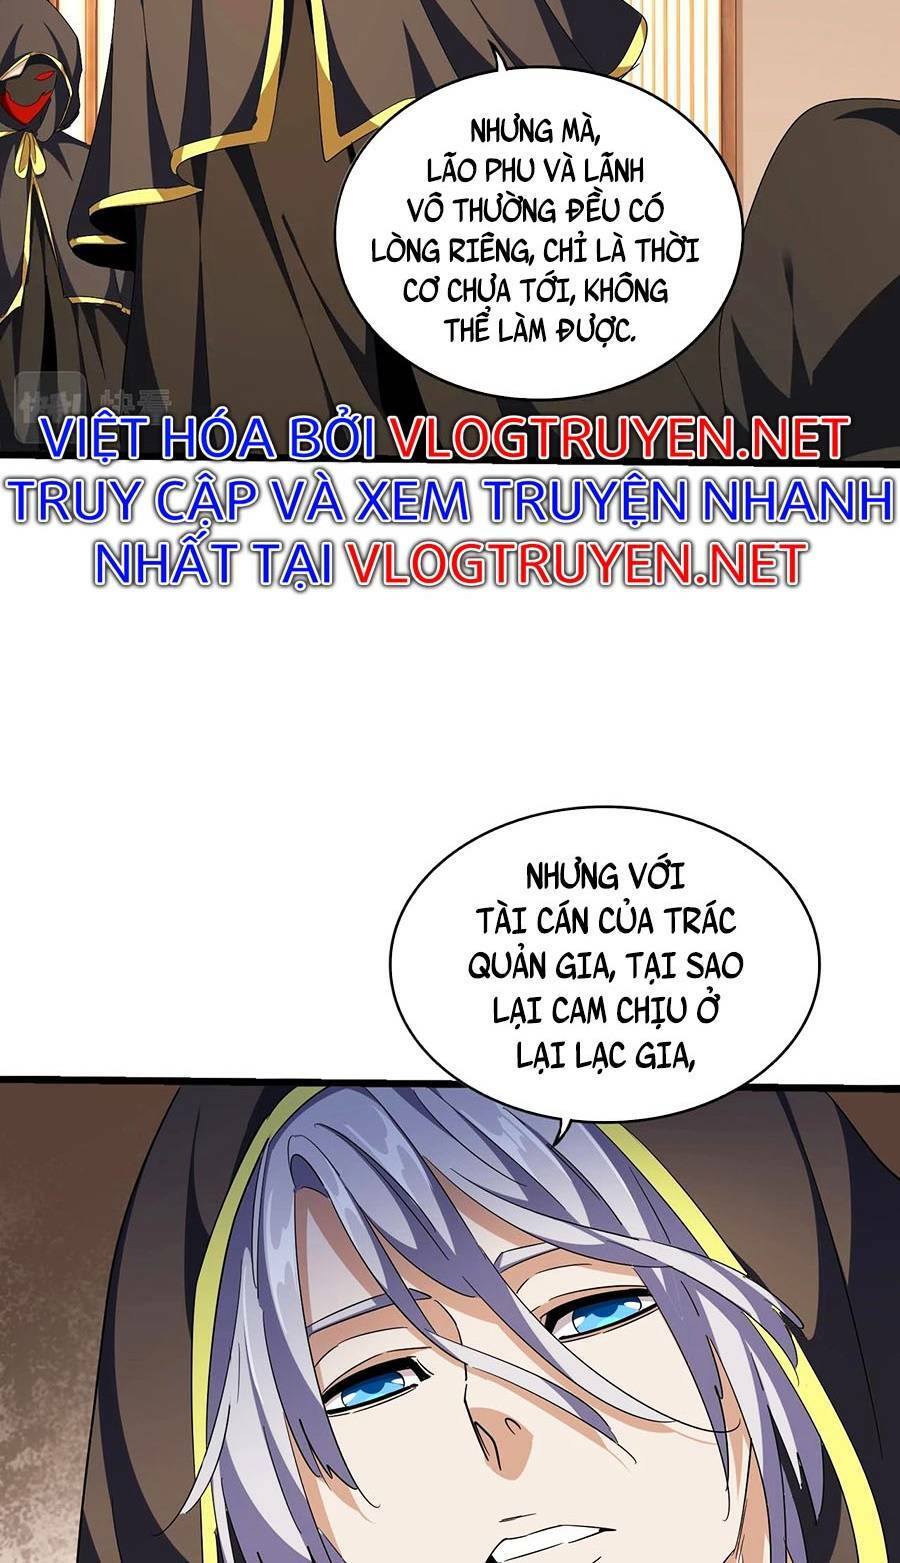 NHƯNG MÀ,
LÃO PHU VÀ LÃNH
VÔ THƯỜNG ĐỀU CÓ
LÒNG RIÊNG, CHỈ LÀ THỜI
CƠ CHƯA TỚI, KHÔNG
THỂ LÀM ĐƯỢC.
快看
VIỆT HÓA BỞI VLOGTRUYEN.NET
TRUY CẬP VÀ XEM TRUYỆN NHANH
NHẤT TẠI VLOGTRUYEN.NET
NHƯNG VỚI
TÀI CÁN CỦA TRÁC
QUẢN GIA, TẠI SAO
LẠI CAM CHỊU Ở
LẠI LẠC GIA,